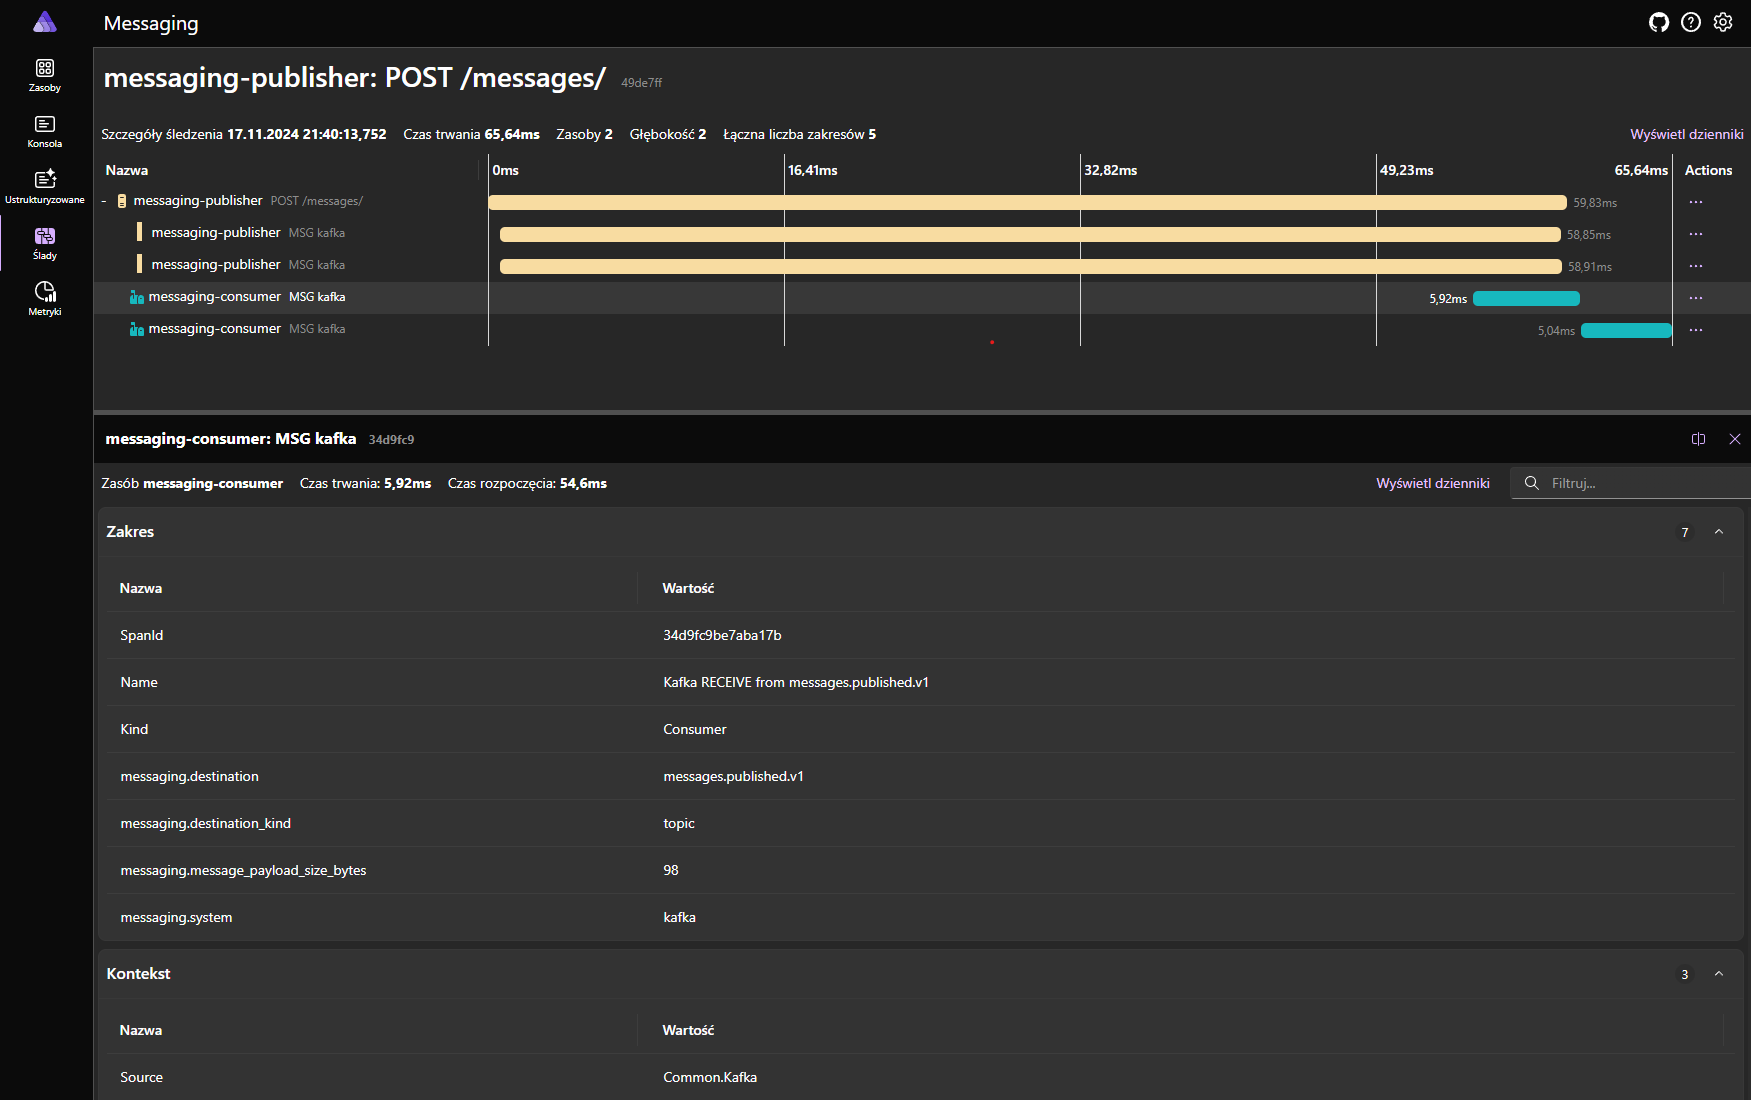 Messaging
Zasoby
Konsola
Ustrukturyzowane
Ślady
Metryki
messaging-publisher: POST /messages/ 49de7ff
Szczegóły śledzenia 17.11.2024 21:40:13,752 Czas trwania 65,64ms Zasoby 2 Głębokość 2 Łączna liczba zakresów 5 Wyświetl dzienniki
Nazwa 0ms 16,41ms 32,82ms 49,23ms 65,64ms Actions
- messaging-publisher POST /messages/ 59,83ms ...
messaging-publisher MSG kafka 58,85ms ...
messaging-publisher MSG kafka 58,91ms ...
messaging-consumer MSG kafka 5,92ms ...
messaging-consumer MSG kafka 5,04ms ...
messaging-consumer: MSG kafka 34d9fc9
Zasób messaging-consumer Czas trwania: 5,92ms Czas rozpoczęcia: 54,6ms Wyświetl dzienniki Filtruj...
Zakres 7
Nazwa Wartość
SpanId 34d9fc9be7aba17b
Name Kafka RECEIVE from messages.published.v1
Kind Consumer
messaging.destination messages.published.v1
messaging.destination_kind topic
messaging.message_payload_size_bytes 98
messaging.system kafka
Kontekst 3
Nazwa Wartość
Source Common.Kafka